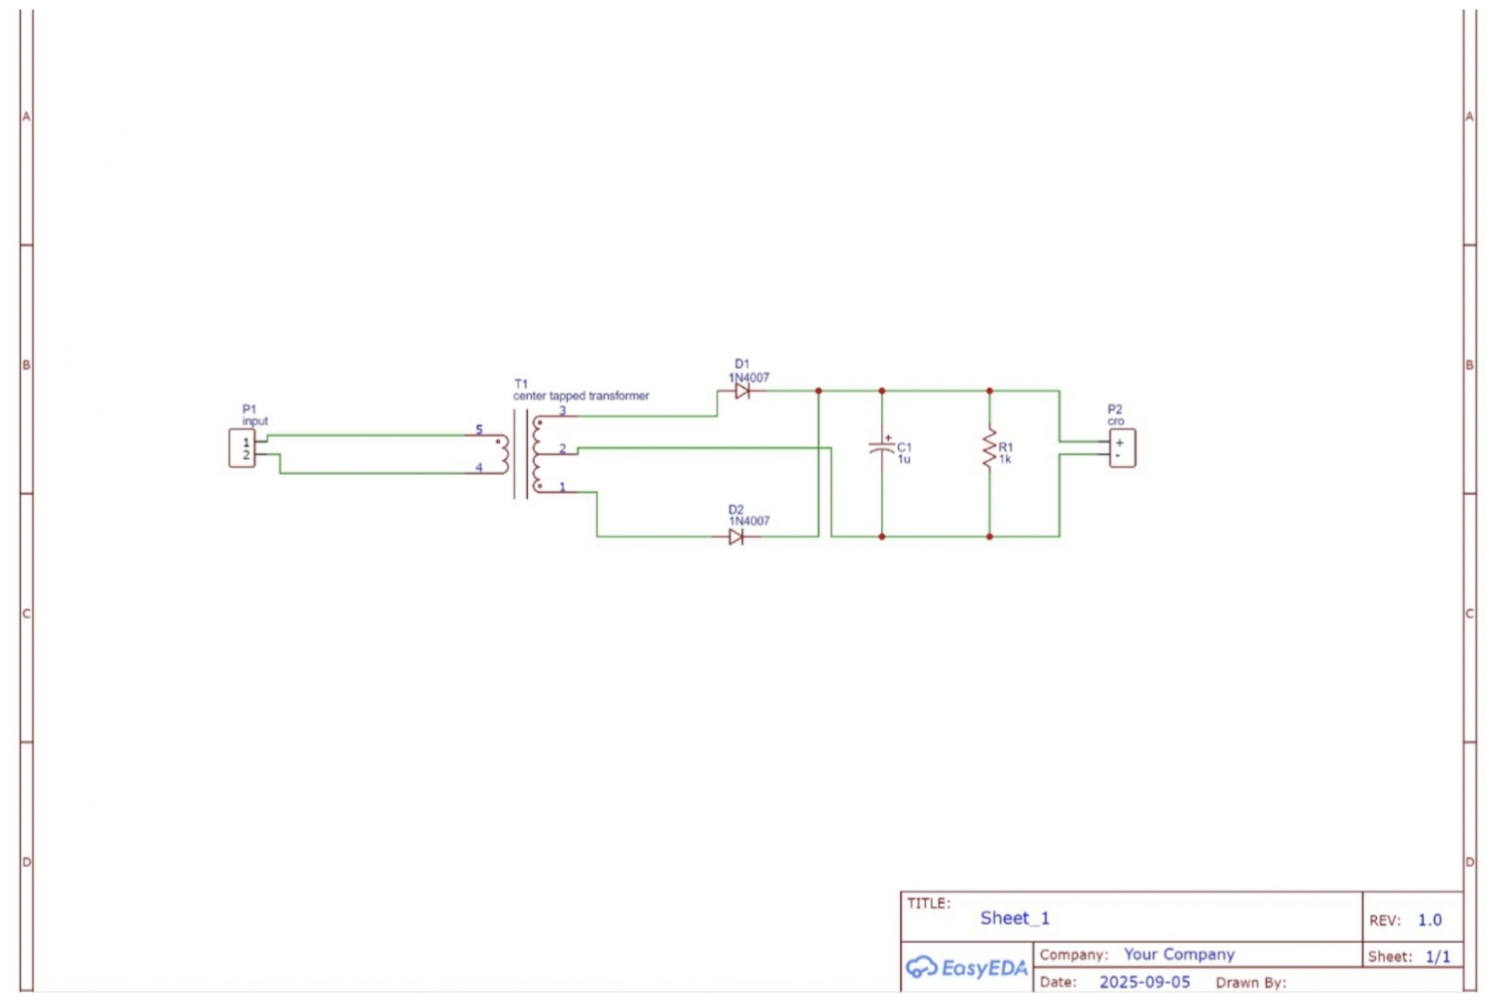 A
A
B
B
C
C
D
D
P1
input
1
2
T1
center tapped transformer
5
4
3
2
1
D1
1N4007
D2
1N4007
+
C1
1u
R1
1k
P2
cro
+
-
TITLE:
Sheet_1
REV: 1.0
EasyEDA
Company: Your Company
Sheet: 1/1
Date: 2025-09-05 Drawn By: